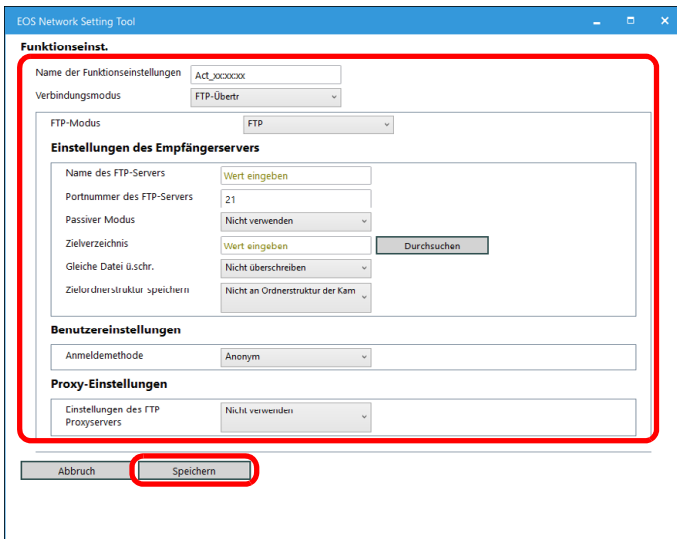 EOS Network Setting Tool
Funktionseinst.
Name der Funktionseinstellungen Act_xx:xx:xx
Verbindungsmodus FTP-Übertr
FTP-Modus FTP
Einstellungen des Empfängerservers
Name des FTP-Servers Wert eingeben
Portnummer des FTP-Servers 21
Passiver Modus Nicht verwenden
Zielverzeichnis Wert eingeben Durchsuchen
Gleiche Datei ü.schr. Nicht überschreiben
Zielordnerstruktur speichern Nicht an Ordnerstruktur der Kam
Benutzereinstellungen
Anmeldemethode Anonym
Proxy-Einstellungen
Einstellungen des FTP Nicht verwenden
Proxyservers
Abbruch Speichern